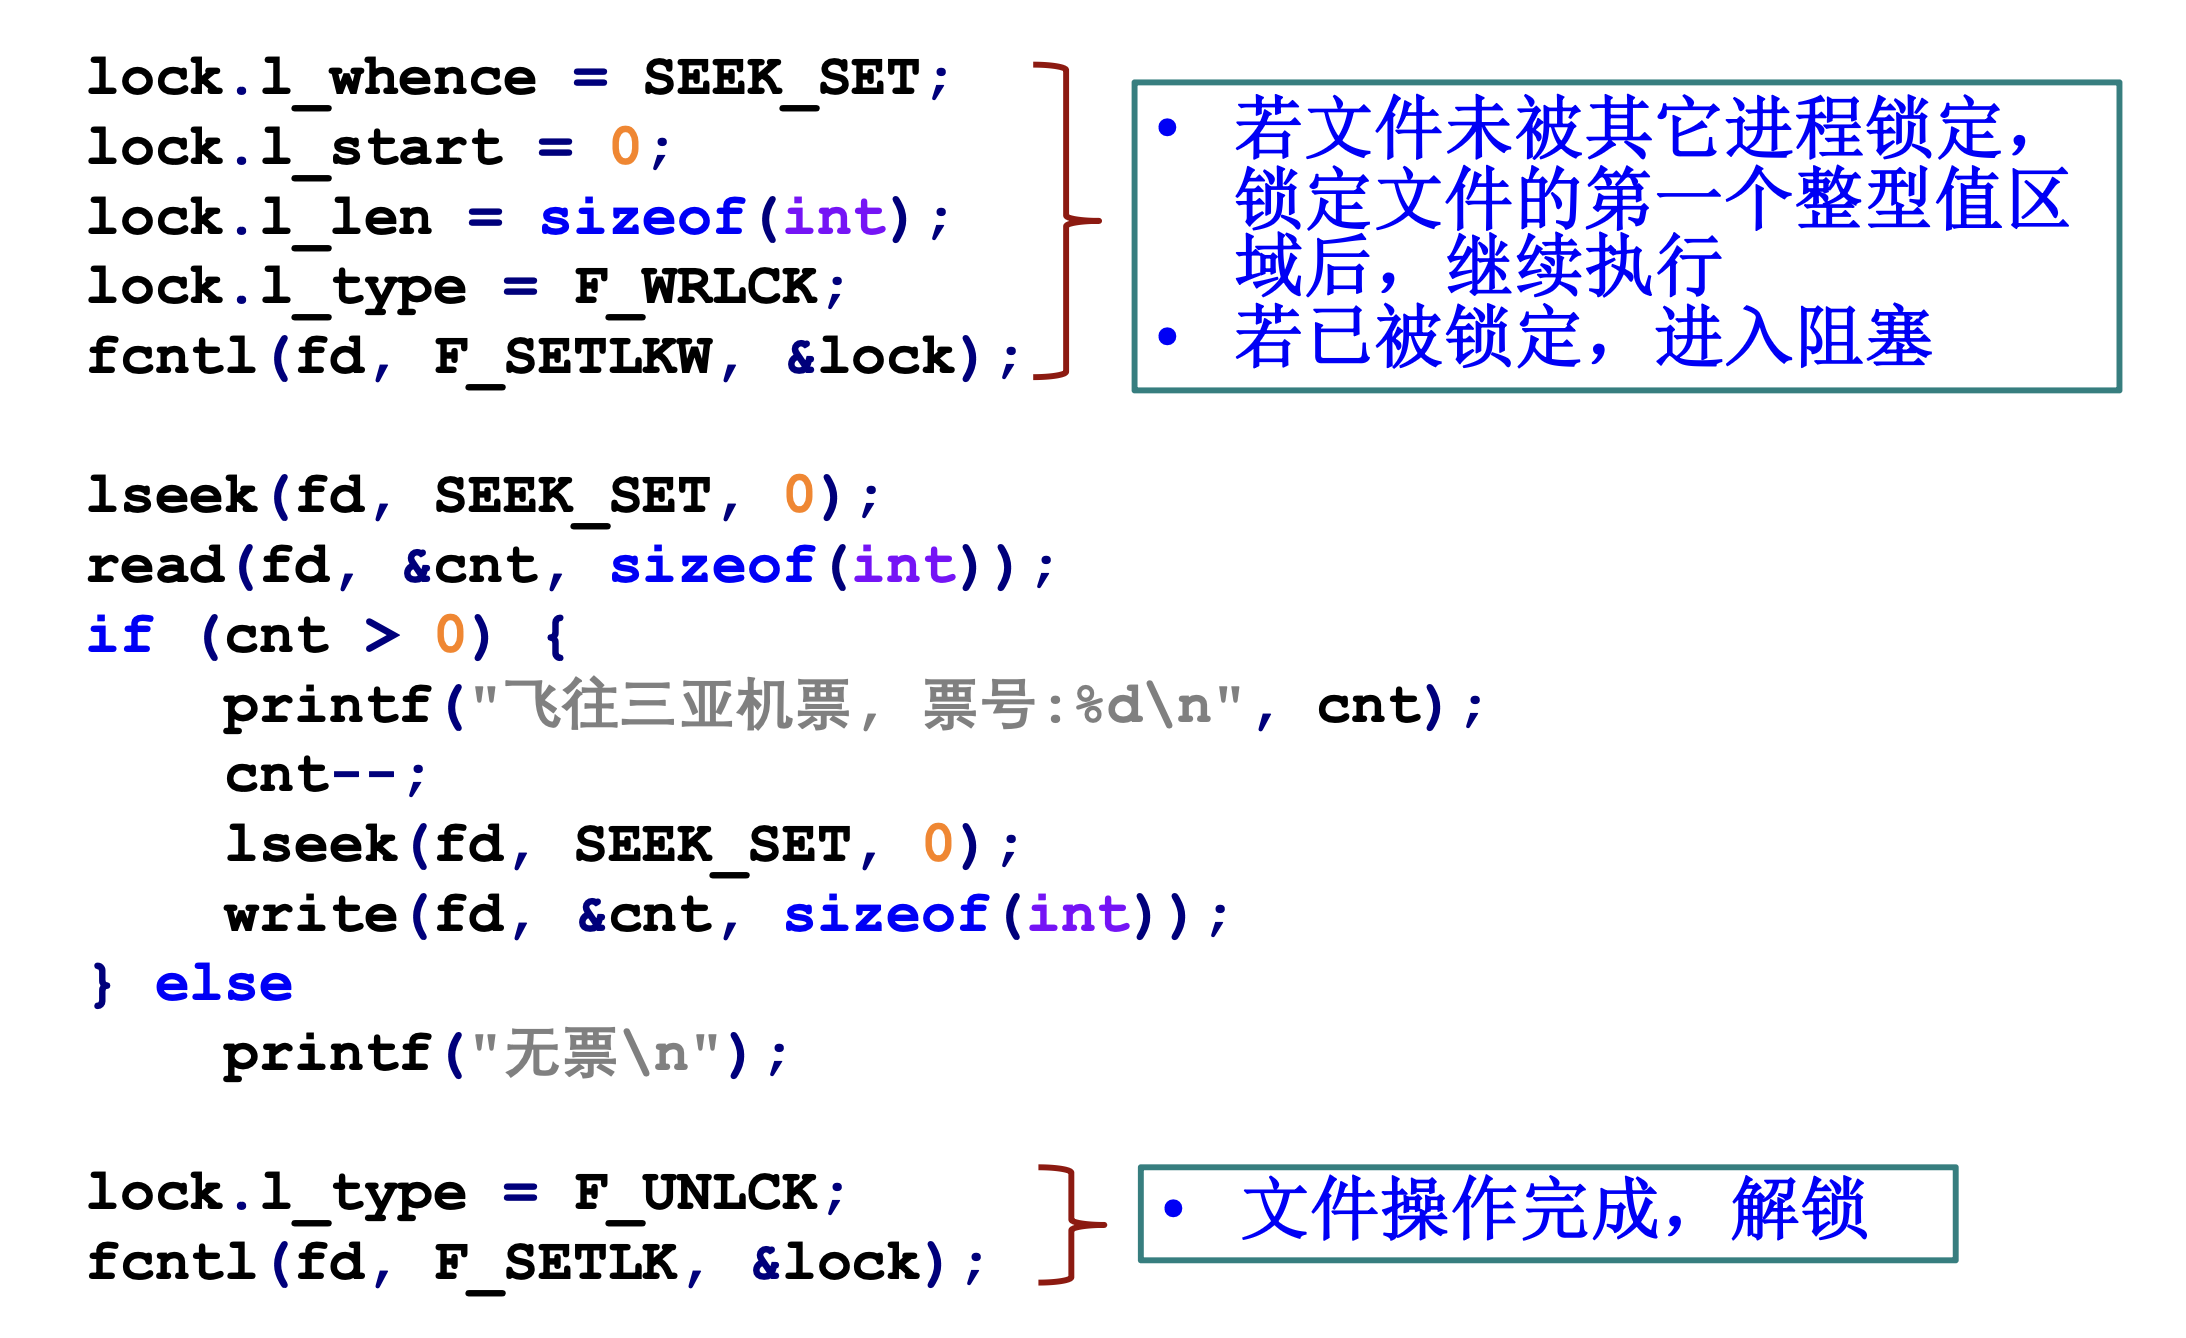 lock.l_whence = SEEK_SET;
lock.l_start = 0;
lock.l_len = sizeof(int);
lock.l_type = F_WRLCK;
fcntl(fd, F_SETLKW, &lock);
• 若文件未被其它进程锁定，
锁定文件的第一个整型值区
域后，继续执行
• 若已被锁定，进入阻塞
lseek(fd, SEEK_SET, 0);
read(fd, &cnt, sizeof(int));
if (cnt > 0) {
    printf("飞往三亚机票, 票号:%d\n", cnt);
    cnt--;
    lseek(fd, SEEK_SET, 0);
    write(fd, &cnt, sizeof(int));
} else
    printf("无票\n");
lock.l_type = F_UNLCK;
fcntl(fd, F_SETLK, &lock);
• 文件操作完成，解锁